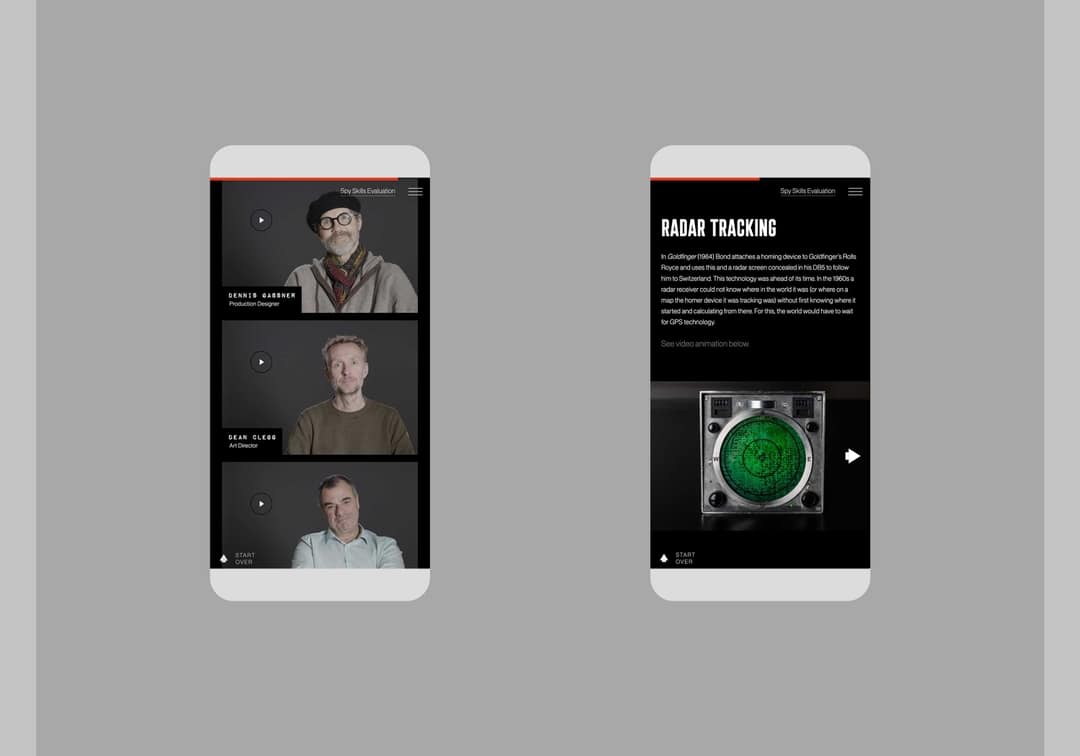 Spy Skills Evaluation
DENNIS GASSNER
Production Designer
DEAN CLEGG
Art Director
START
OVER
Spy Skills Evaluation
RADAR TRACKING
In Goldfinger (1964) Bond attaches a homing device to Goldfinger's Rolls
Royce and uses this and a radar screen concealed in his DB5 to follow
him to Switzerland. This technology was ahead of its time. In the 1960s a
radar receiver could not know where in the world it was (or where on a
map the homer device it was tracking was) without first knowing where it
started and calculating from there. For this, the world would have to wait
for GPS technology.
See video animation below.
W
E
START
OVER